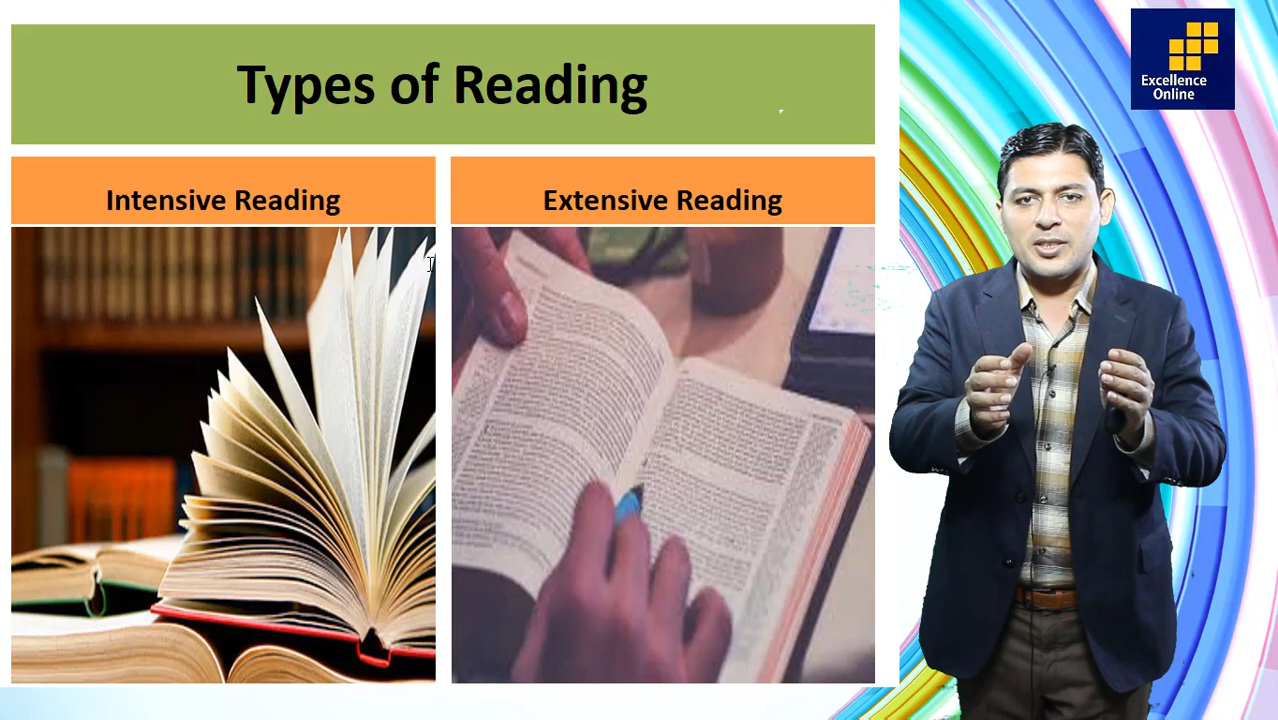 Types of Reading
Intensive Reading
Extensive Reading
Excellence
Online